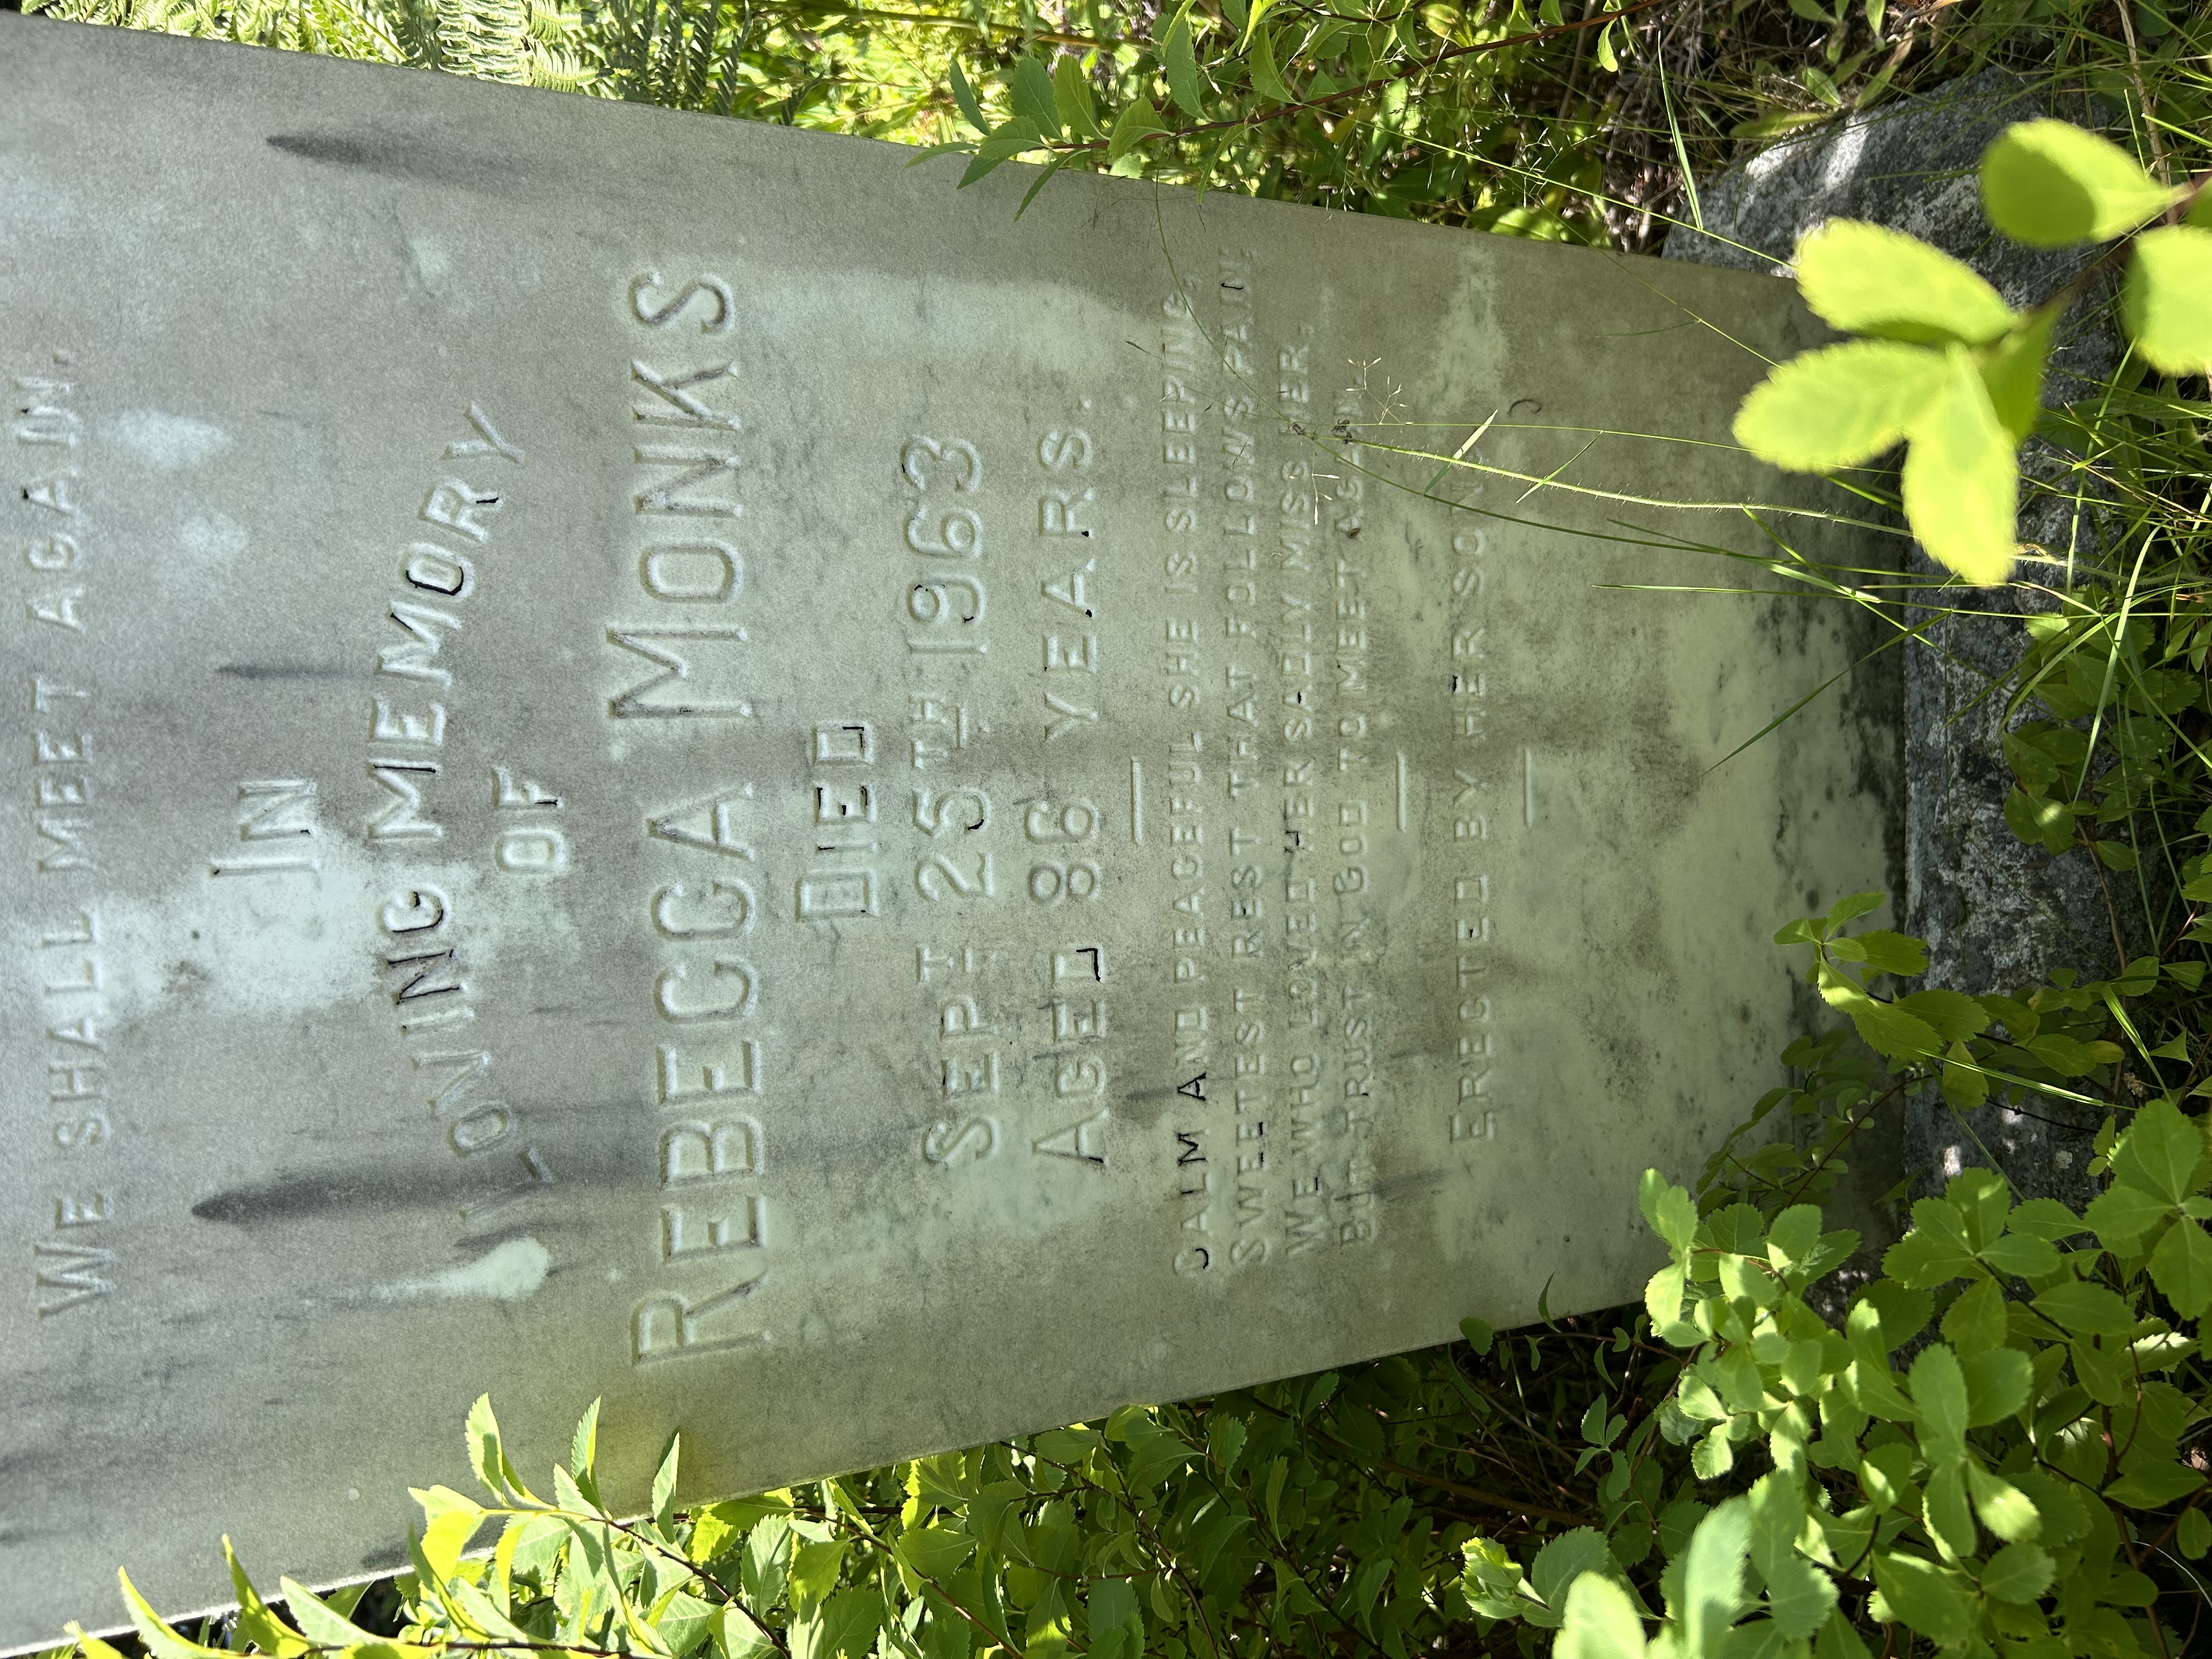 WE SHALL MEET AGAIN.
IN
LOVING MEMORY
OF
REBECCA MONKS
DIED
SEPT 25TH 1963
AGED 86 YEARS.
CALM AND PEACEFUL SHE IS SLEEPING,
SWEETEST REST THAT FOLLOWS PAIN,
WE WHO LOVED HER SADLY MISS HER,
BUT TRUST IN GOD TO MEET AGAIN
ERECTED BY HER SON